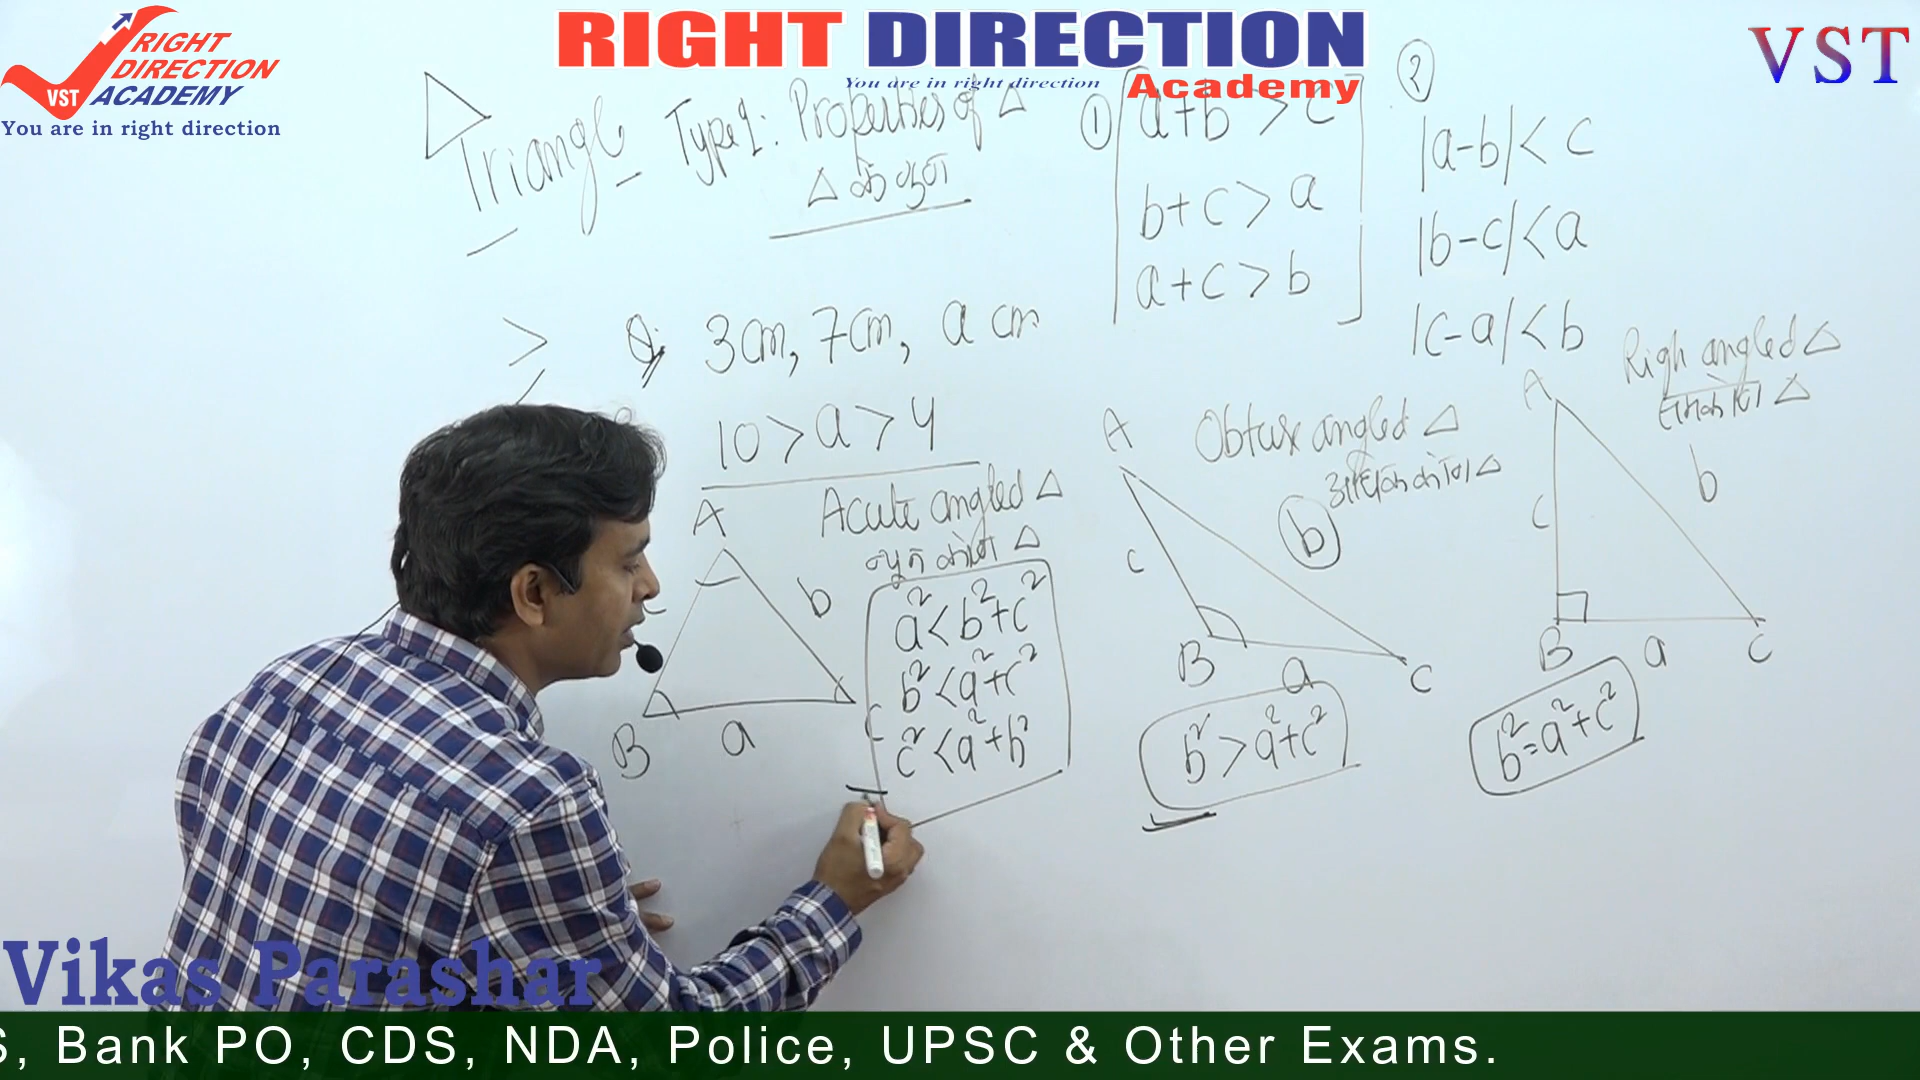 RIGHT
DIRECTION
ACADEMY
VST
You are in right direction
RIGHT DIRECTION
You are in right direction
Academy
VST
Triangle
Type 1: Properties of Δ
Δ के गुण
① a+b > c
b+c > a
a+c > b
②
|a-b| < c
|b-c| < a
|c-a| < b
Q. 3cm, 7cm, a cm
10 > a > 4
Acute angled Δ
न्यून कोण Δ
A
b
B
a
C
c
a² < b²+c²
b² < a²+c²
c² < a²+b²
Obtuse angled Δ
अधिक कोण Δ
A
c
b
B
a
C
b² > a²+c²
Righ angled Δ
समकोण Δ
A
c
b
B
a
C
b² = a²+c²
Vikas Parashar
S, Bank PO, CDS, NDA, Police, UPSC & Other Exams.